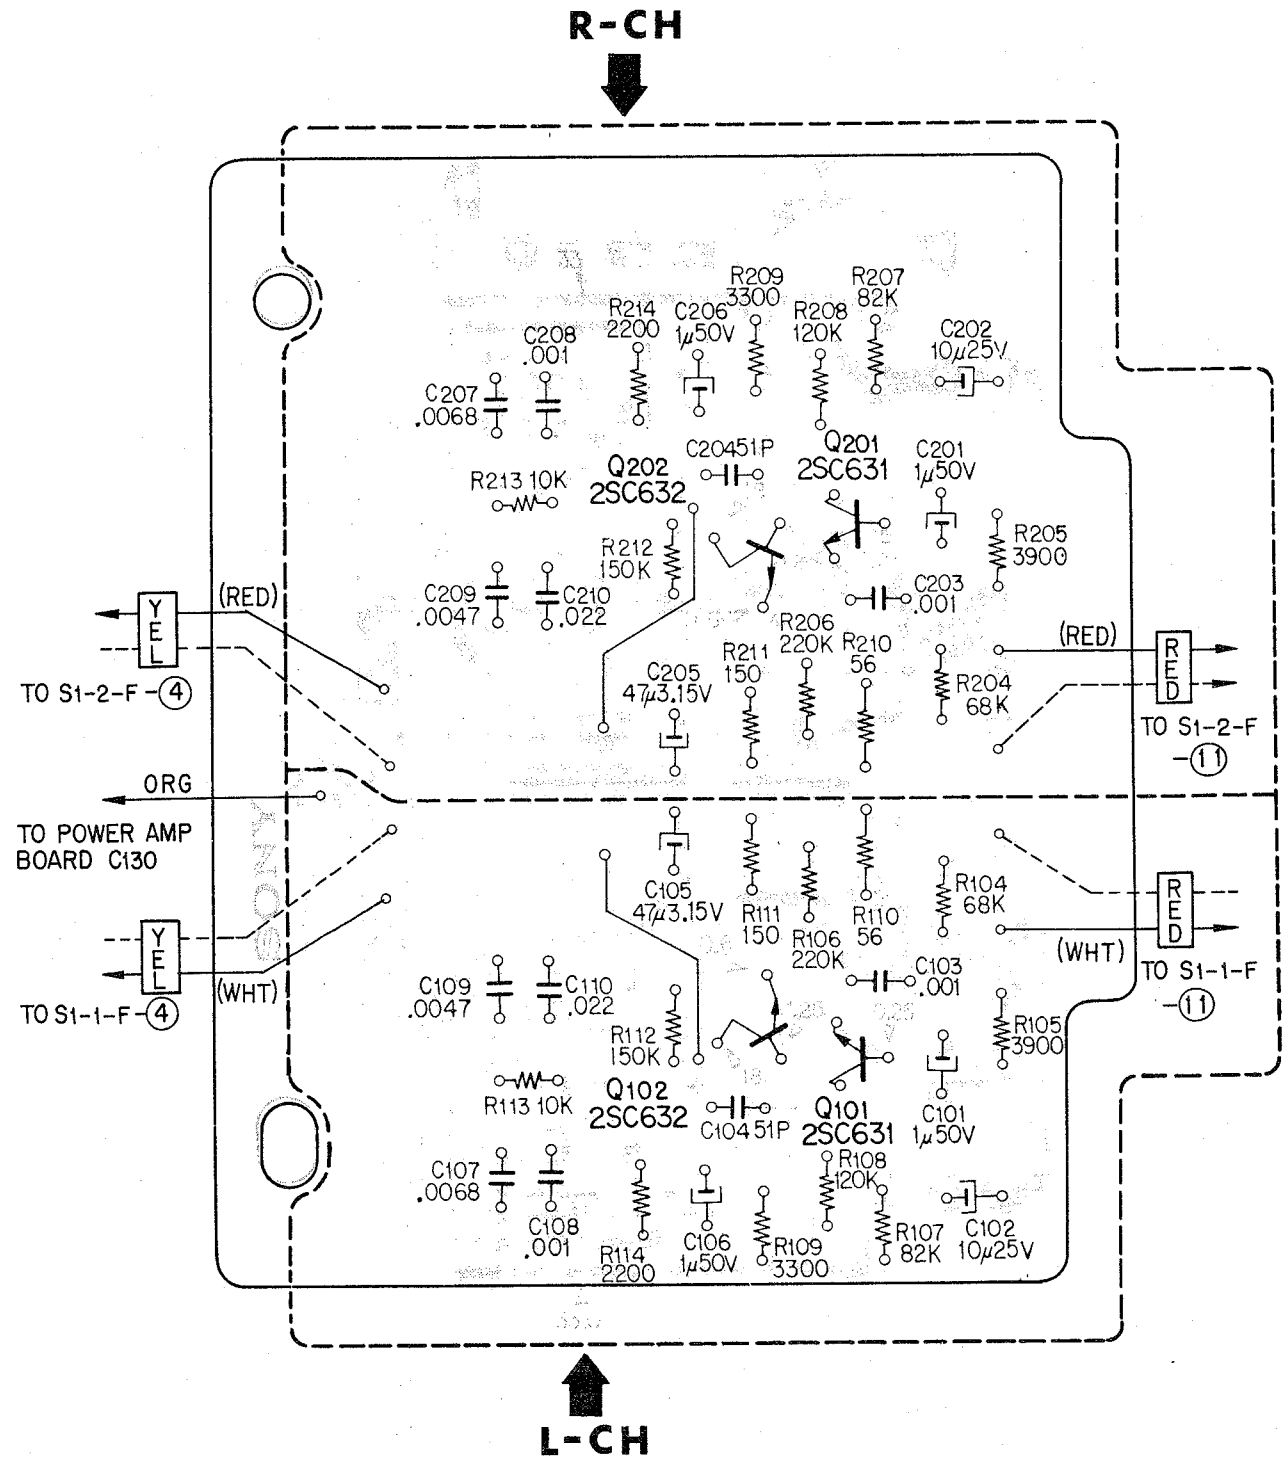 R-CH
R209
3300
R207
82K
R214
2200
C206
1µ50V
R208
120K
C208
.001
C202
10µ25V
C207
.0068
C204 51P
Q201
2SC631
C201
1µ50V
Q202
2SC632
R213 10K
R212
150K
R205
3900
C209
.0047
C210
.022
C203
.001
(RED)
YEL
TO S1-2-F-④
R206
220K
R210
56
R211
150
C205
47µ3.15V
R204
68K
(RED)
RED
TO S1-2-F
-⑪
ORG
TO POWER AMP
BOARD C130
SONY
C105
47µ3.15V
R111
150
R106
220K
R110
56
R104
68K
RED
(WHT)
TO S1-1-F
-⑪
YEL
(WHT)
TO S1-1-F-④
C109
.0047
C110
.022
C103
.001
R112
150K
R105
3900
R113 10K
Q102
2SC632
C104 51P
Q101
2SC631
C101
1µ50V
C107
.0068
C108
.001
R108
120K
R114
2200
C106
1µ50V
R109
3300
R107
82K
C102
10µ25V
L-CH